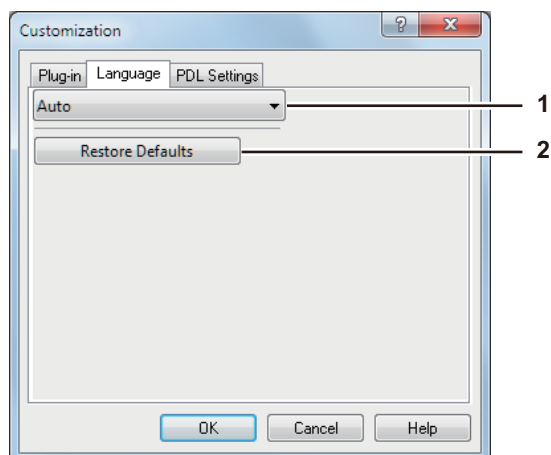 Customization
Plug-in Language PDL Settings
Auto 1
Restore Defaults 2
OK Cancel Help